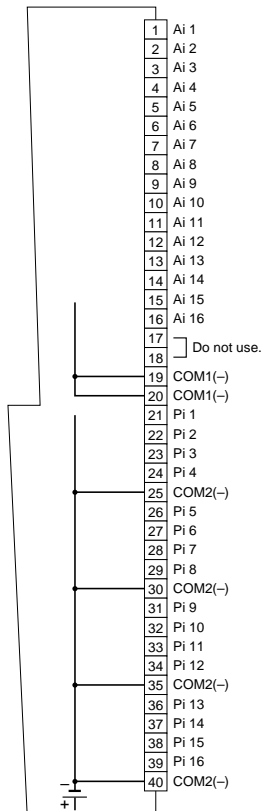 1 Ai 1
2 Ai 2
3 Ai 3
4 Ai 4
5 Ai 5
6 Ai 6
7 Ai 7
8 Ai 8
9 Ai 9
10 Ai 10
11 Ai 11
12 Ai 12
13 Ai 13
14 Ai 14
15 Ai 15
16 Ai 16
17
Do not use.
18
19 COM1(–)
20 COM1(–)
21 Pi 1
22 Pi 2
23 Pi 3
24 Pi 4
25 COM2(–)
26 Pi 5
27 Pi 6
28 Pi 7
29 Pi 8
30 COM2(–)
31 Pi 9
32 Pi 10
33 Pi 11
34 Pi 12
35 COM2(–)
36 Pi 13
37 Pi 14
38 Pi 15
39 Pi 16
– 40 COM2(–)
+